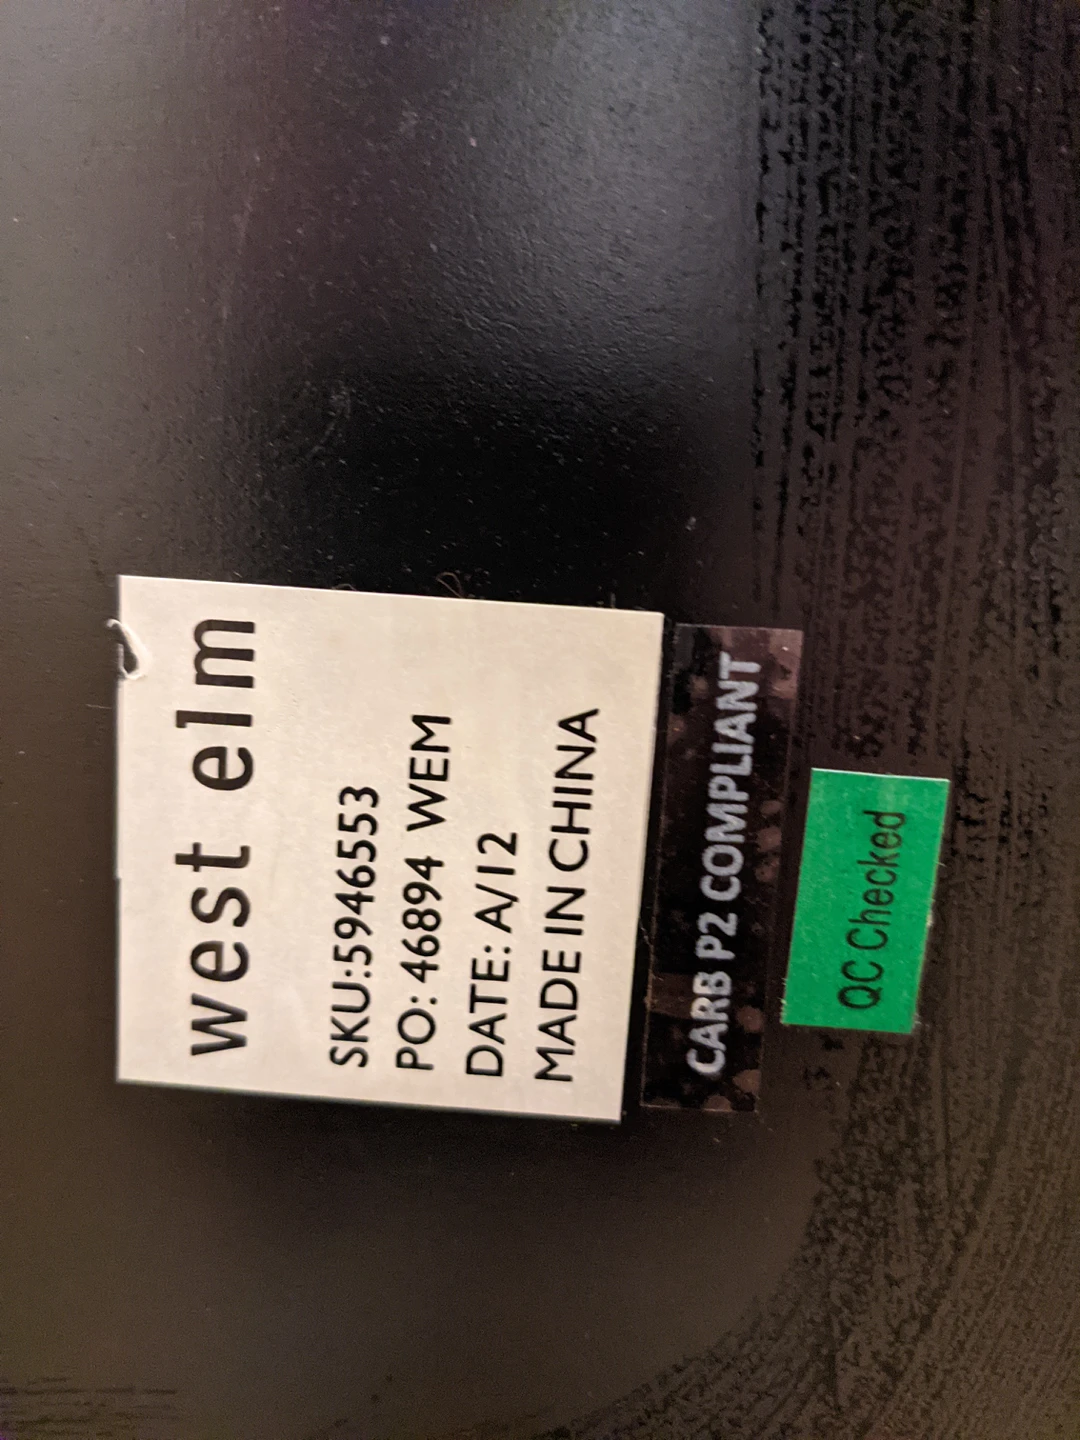 west elm
SKU:5946553
PO: 46894 WEM
DATE: A/12
MADE IN CHINA
CARB P2 COMPLIANT
QC Checked